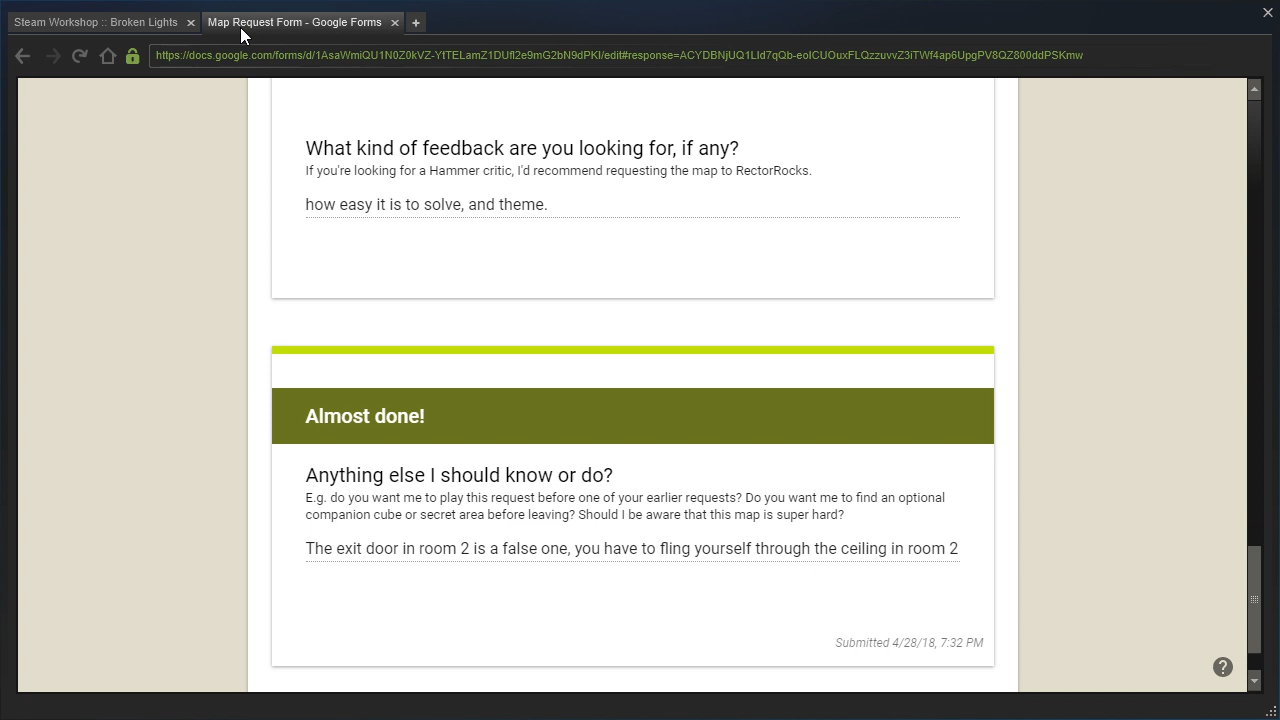 Steam Workshop :: Broken Lights
Map Request Form - Google Forms
https://docs.google.com/forms/d/1AsaWmiQU1N0Z0kVZ-YtTELamZ1DUfl2e9mG2bN9dPKI/edit#response=ACYDBNjUQ1LId7qQb-eolCUOuxFLQzzuvvZ3iTWf4ap6UpgPV8QZ800ddPSKmw
What kind of feedback are you looking for, if any?
If you're looking for a Hammer critic, I'd recommend requesting the map to RectorRocks.
how easy it is to solve, and theme.
Almost done!
Anything else I should know or do?
E.g. do you want me to play this request before one of your earlier requests? Do you want me to find an optional
companion cube or secret area before leaving? Should I be aware that this map is super hard?
The exit door in room 2 is a false one, you have to fling yourself through the ceiling in room 2
Submitted 4/28/18, 7:32 PM